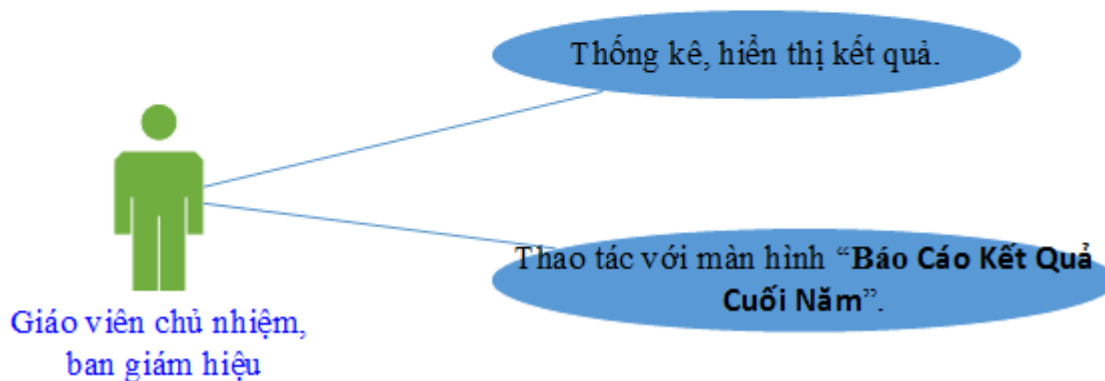 Thống kê, hiển thị kết quả.
Thao tác với màn hình “Báo Cáo Kết Quả
Cuối Năm”.
Giáo viên chủ nhiệm,
ban giám hiệu